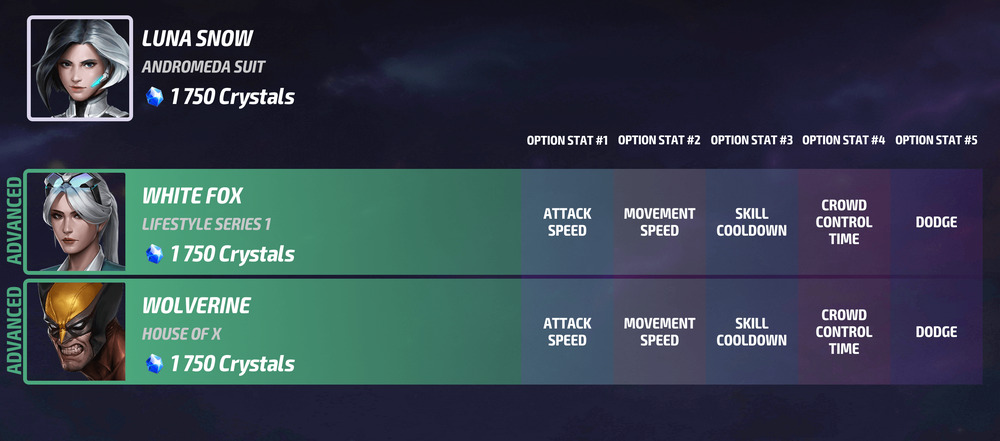 LUNA SNOW
ANDROMEDA SUIT
1 750 Crystals
OPTION STAT #1 OPTION STAT #2 OPTION STAT #3 OPTION STAT #4 OPTION STAT #5
ADVANCED
WHITE FOX
LIFESTYLE SERIES 1
1 750 Crystals
ATTACK
SPEED
MOVEMENT
SPEED
SKILL
COOLDOWN
CROWD
CONTROL
TIME
DODGE
ADVANCED
WOLVERINE
HOUSE OF X
1 750 Crystals
ATTACK
SPEED
MOVEMENT
SPEED
SKILL
COOLDOWN
CROWD
CONTROL
TIME
DODGE